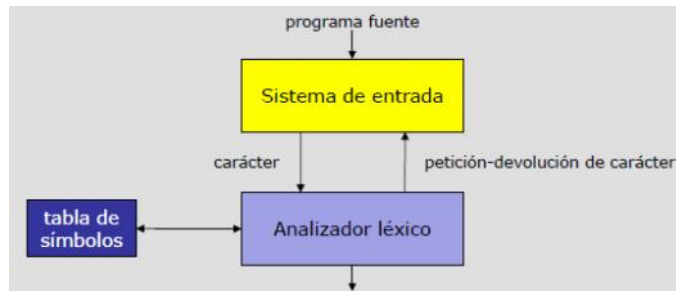 programa fuente
Sistema de entrada
carácter
petición-devolución de carácter
tabla de
símbolos
Analizador léxico